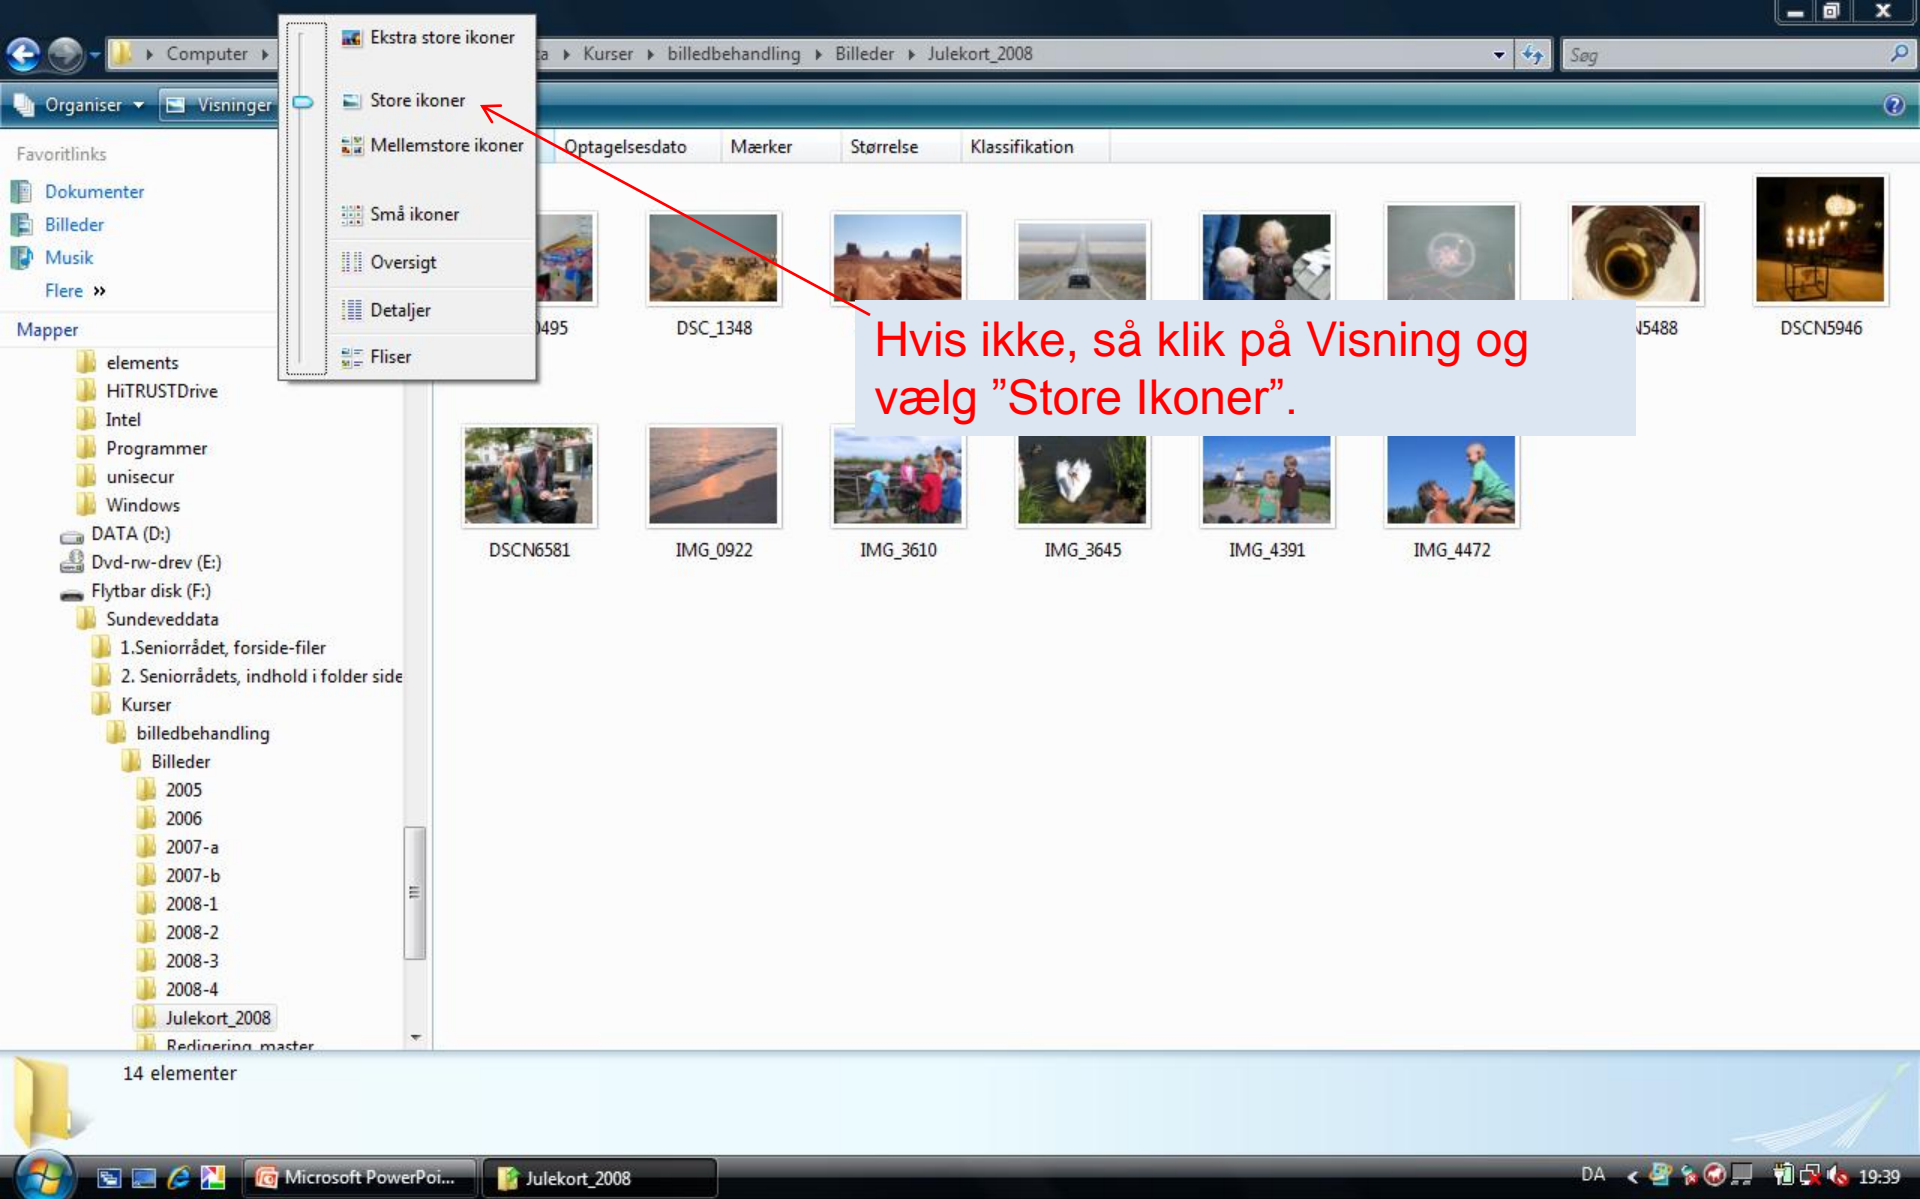 Computer
ta
Kurser
billedbehandling
Billeder
Julekort_2008
Søg
Organiser
Visninger
Ekstra store ikoner
Store ikoner
Mellemstore ikoner
Små ikoner
Oversigt
Detaljer
Fliser
Optagelsesdato
Mærker
Størrelse
Klassifikation
Favoritlinks
Dokumenter
Billeder
Musik
Flere »
Mapper
elements
HiTRUSTDrive
Intel
Programmer
unisecur
Windows
DATA (D:)
Dvd-rw-drev (E:)
Flytbar disk (F:)
Sundeveddata
1.Seniorrådet, forside-filer
2. Seniorrådets, indhold i folder side
Kurser
billedbehandling
Billeder
2005
2006
2007-a
2007-b
2008-1
2008-2
2008-3
2008-4
Julekort_2008
Redigering_master
DSC_1348
DSCN5946
Hvis ikke, så klik på Visning og
vælg ”Store Ikoner”.
DSCN6581
IMG_0922
IMG_3610
IMG_3645
IMG_4391
IMG_4472
14 elementer
Microsoft PowerPoi...
Julekort_2008
DA
19:39